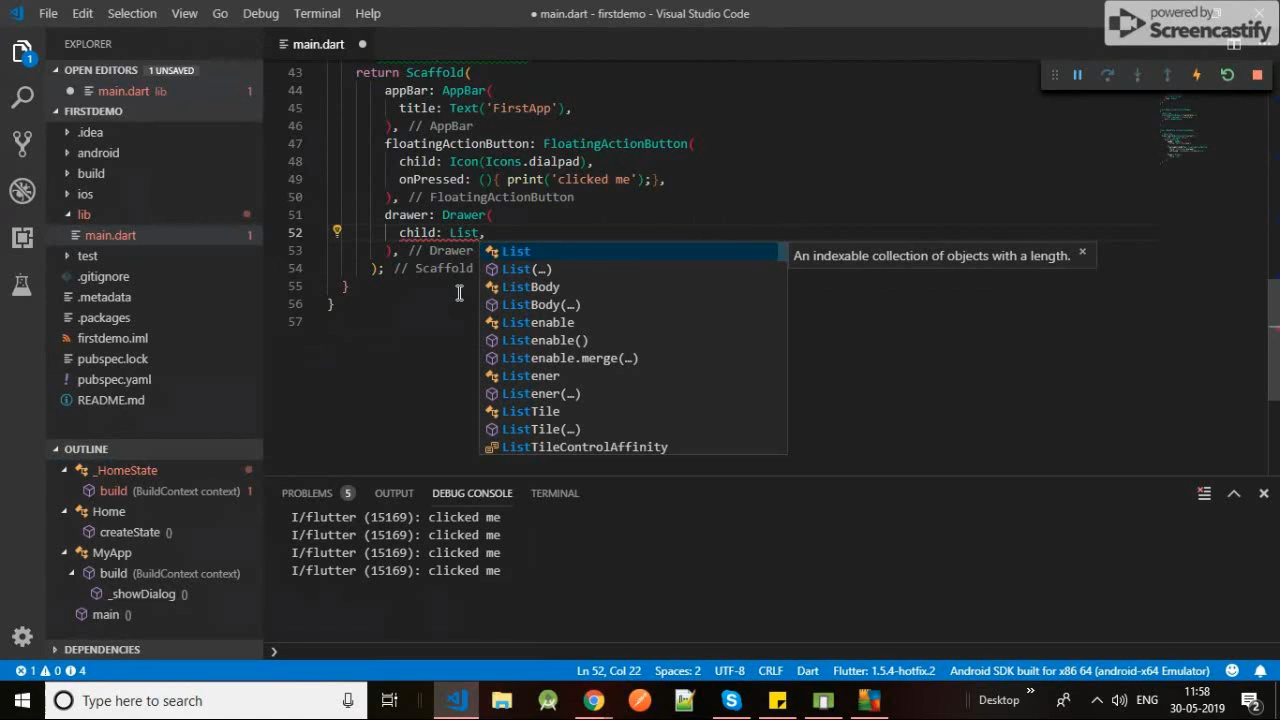 File Edit Selection View Go Debug Terminal Help
● main.dart - firstdemo - Visual Studio Code
powered by
Screencastify
EXPLORER
main.dart ●
OPEN EDITORS 1 UNSAVED
● main.dart lib 1
FIRSTDEMO
.idea
android
build
ios
lib
main.dart 1
test
.gitignore
.metadata
.packages
firstdemo.iml
pubspec.lock
pubspec.yaml
README.md
OUTLINE
_HomeState
build (BuildContext context) 1
Home
createState ()
MyApp
build (BuildContext context)
_showDialog ()
main ()
DEPENDENCIES
43 return Scaffold(
44 appBar: AppBar(
45 title: Text('FirstApp'),
46 ), // AppBar
47 floatingActionButton: FloatingActionButton(
48 child: Icon(Icons.dialpad),
49 onPressed: (){ print('clicked me');},
50 ), // FloatingActionButton
51 drawer: Drawer(
52 child: List,
53 ), // Drawer
54 ); // Scaffold
55 }
56 }
57
List
List(…)
ListBody
ListBody(…)
Listenable
Listenable()
Listenable.merge(…)
Listener
Listener(…)
ListTile
ListTile(…)
ListTileControlAffinity
An indexable collection of objects with a length.
PROBLEMS 5 OUTPUT DEBUG CONSOLE TERMINAL
I/flutter (15169): clicked me
I/flutter (15169): clicked me
I/flutter (15169): clicked me
I/flutter (15169): clicked me
1 0 4
Ln 52, Col 22 Spaces: 2 UTF-8 CRLF Dart Flutter: 1.5.4-hotfix.2 Android SDK built for x86 64 (android-x64 Emulator)
Type here to search
Desktop
ENG
11:58
30-05-2019
2